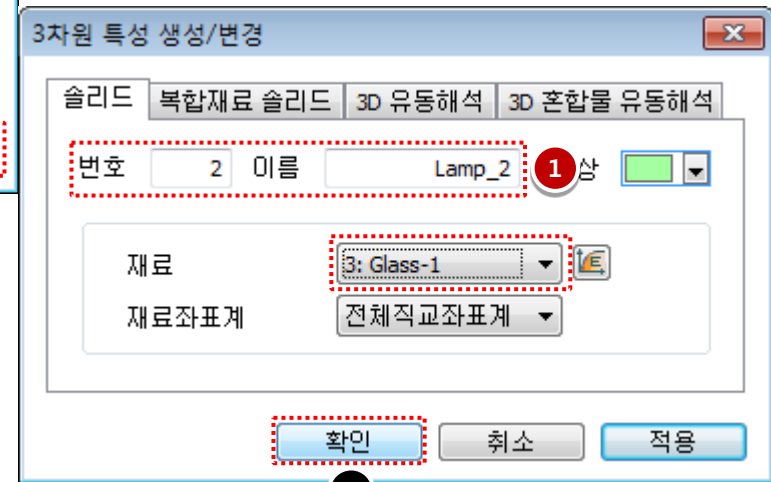 3차원 특성 생성/변경
솔리드 복합재료 솔리드 3D 유동해석 3D 혼합물 유동해석
번호 2 이름 Lamp_2 1 상
재료 3: Glass-1
재료좌표계 전체직교좌표계
확인 취소 적용